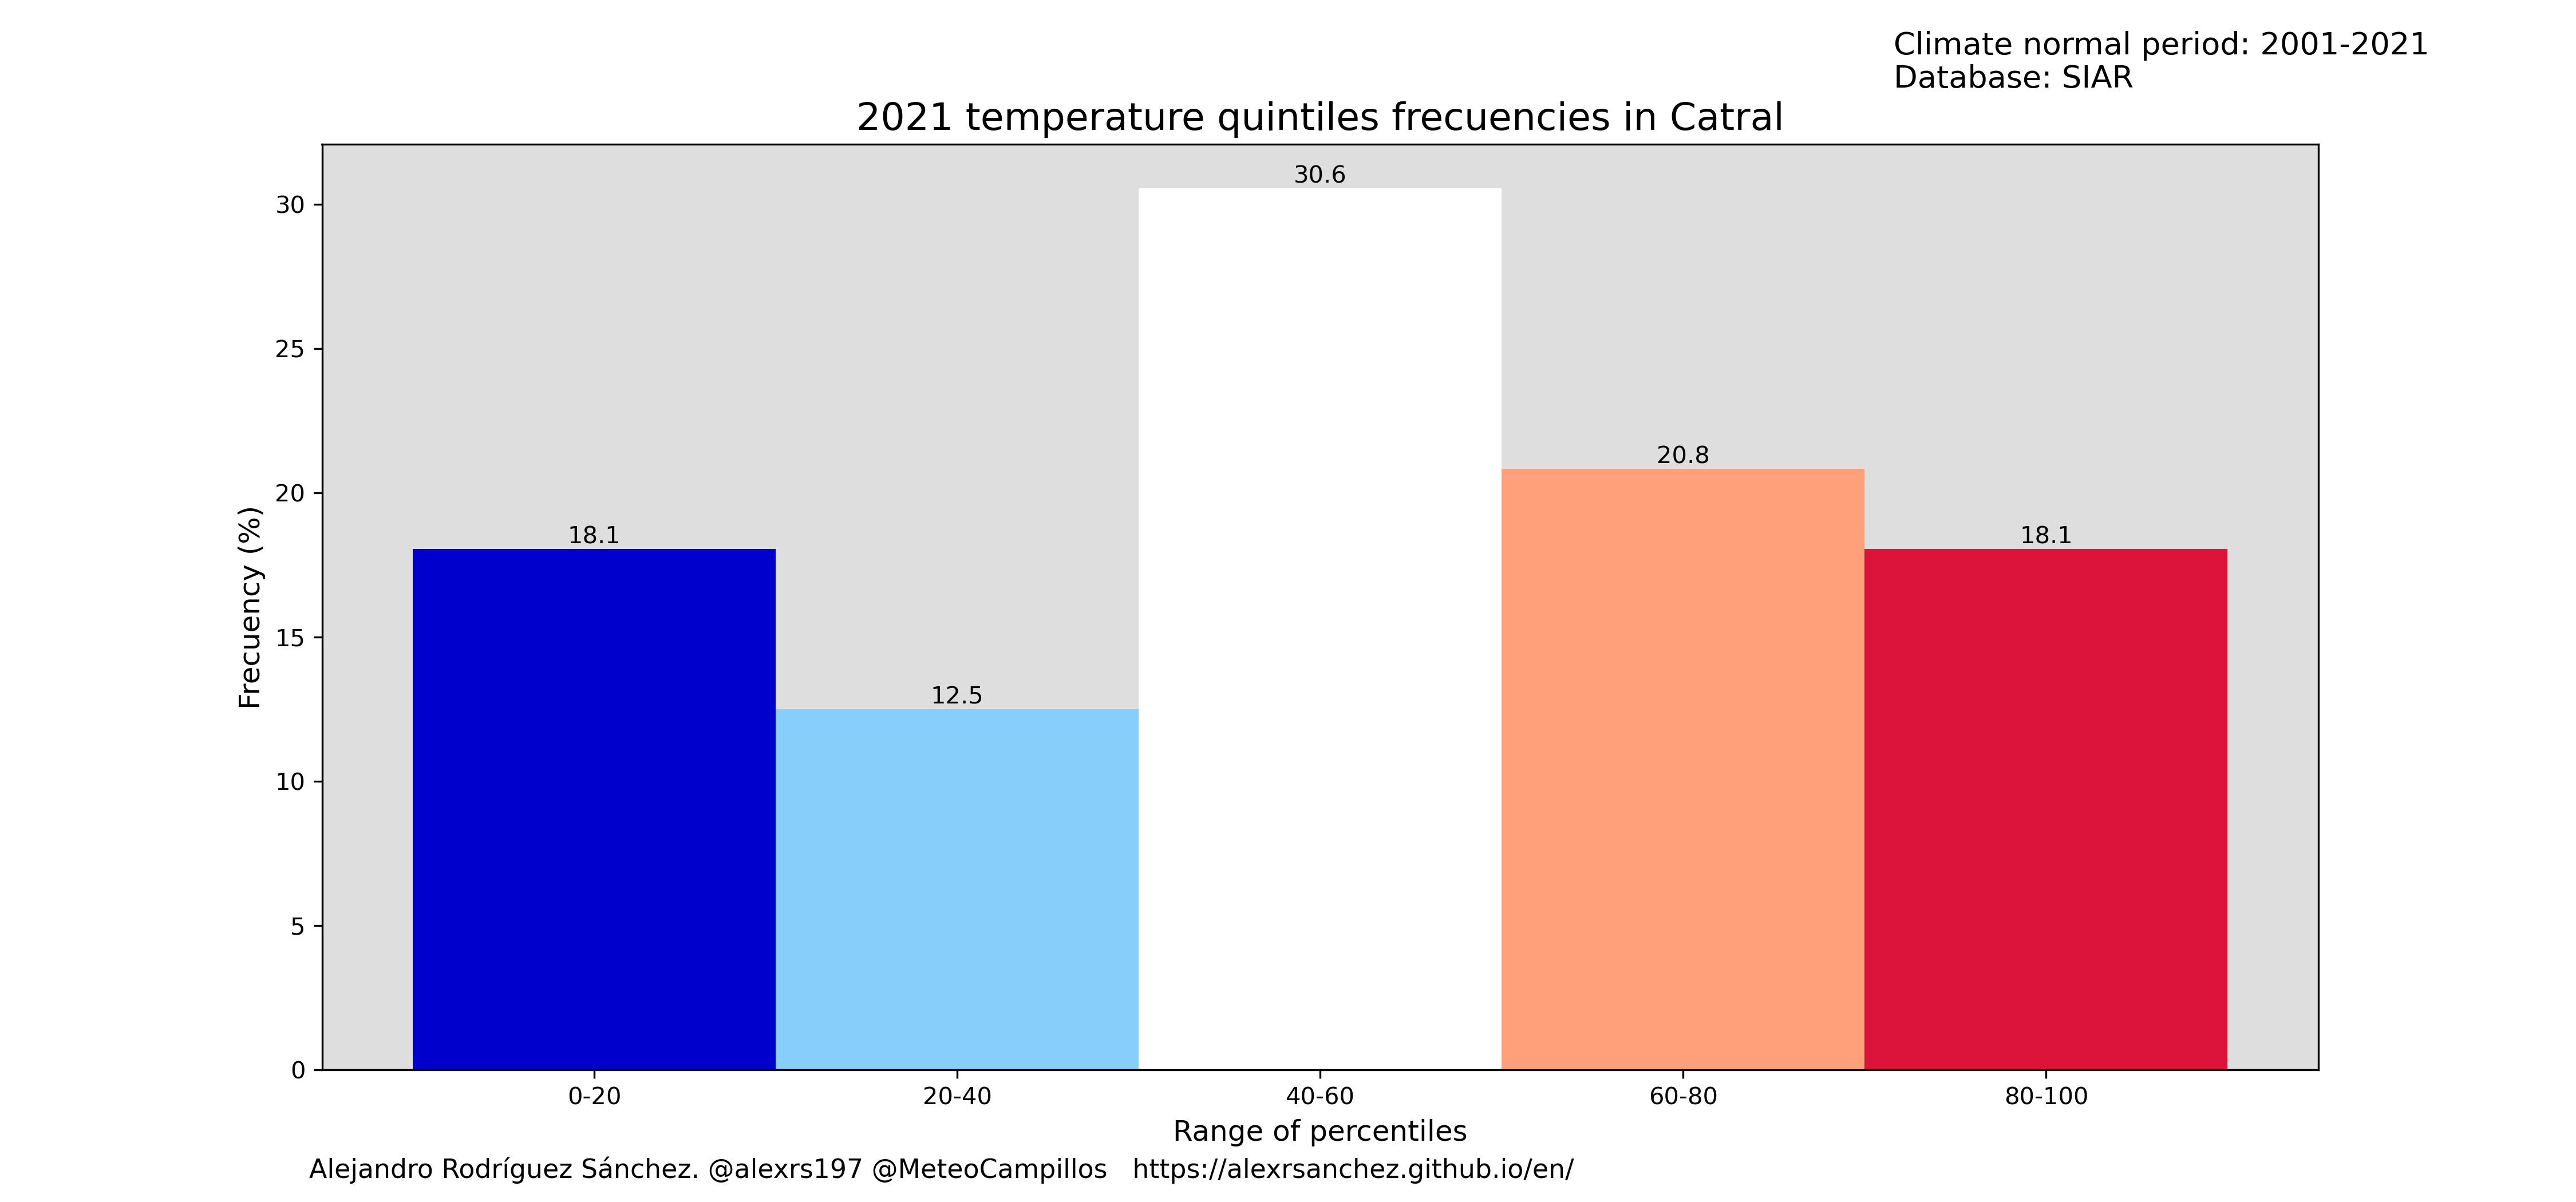 Climate normal period: 2001-2021
Database: SIAR
2021 temperature quintiles frecuencies in Catral
30.6
30
25
20.8
20
18.1
18.1
Frecuency (%)
15
12.5
10
5
0
0-20
20-40
40-60
60-80
80-100
Range of percentiles
Alejandro Rodríguez Sánchez. @alexrs197 @MeteoCampillos https://alexrsanchez.github.io/en/